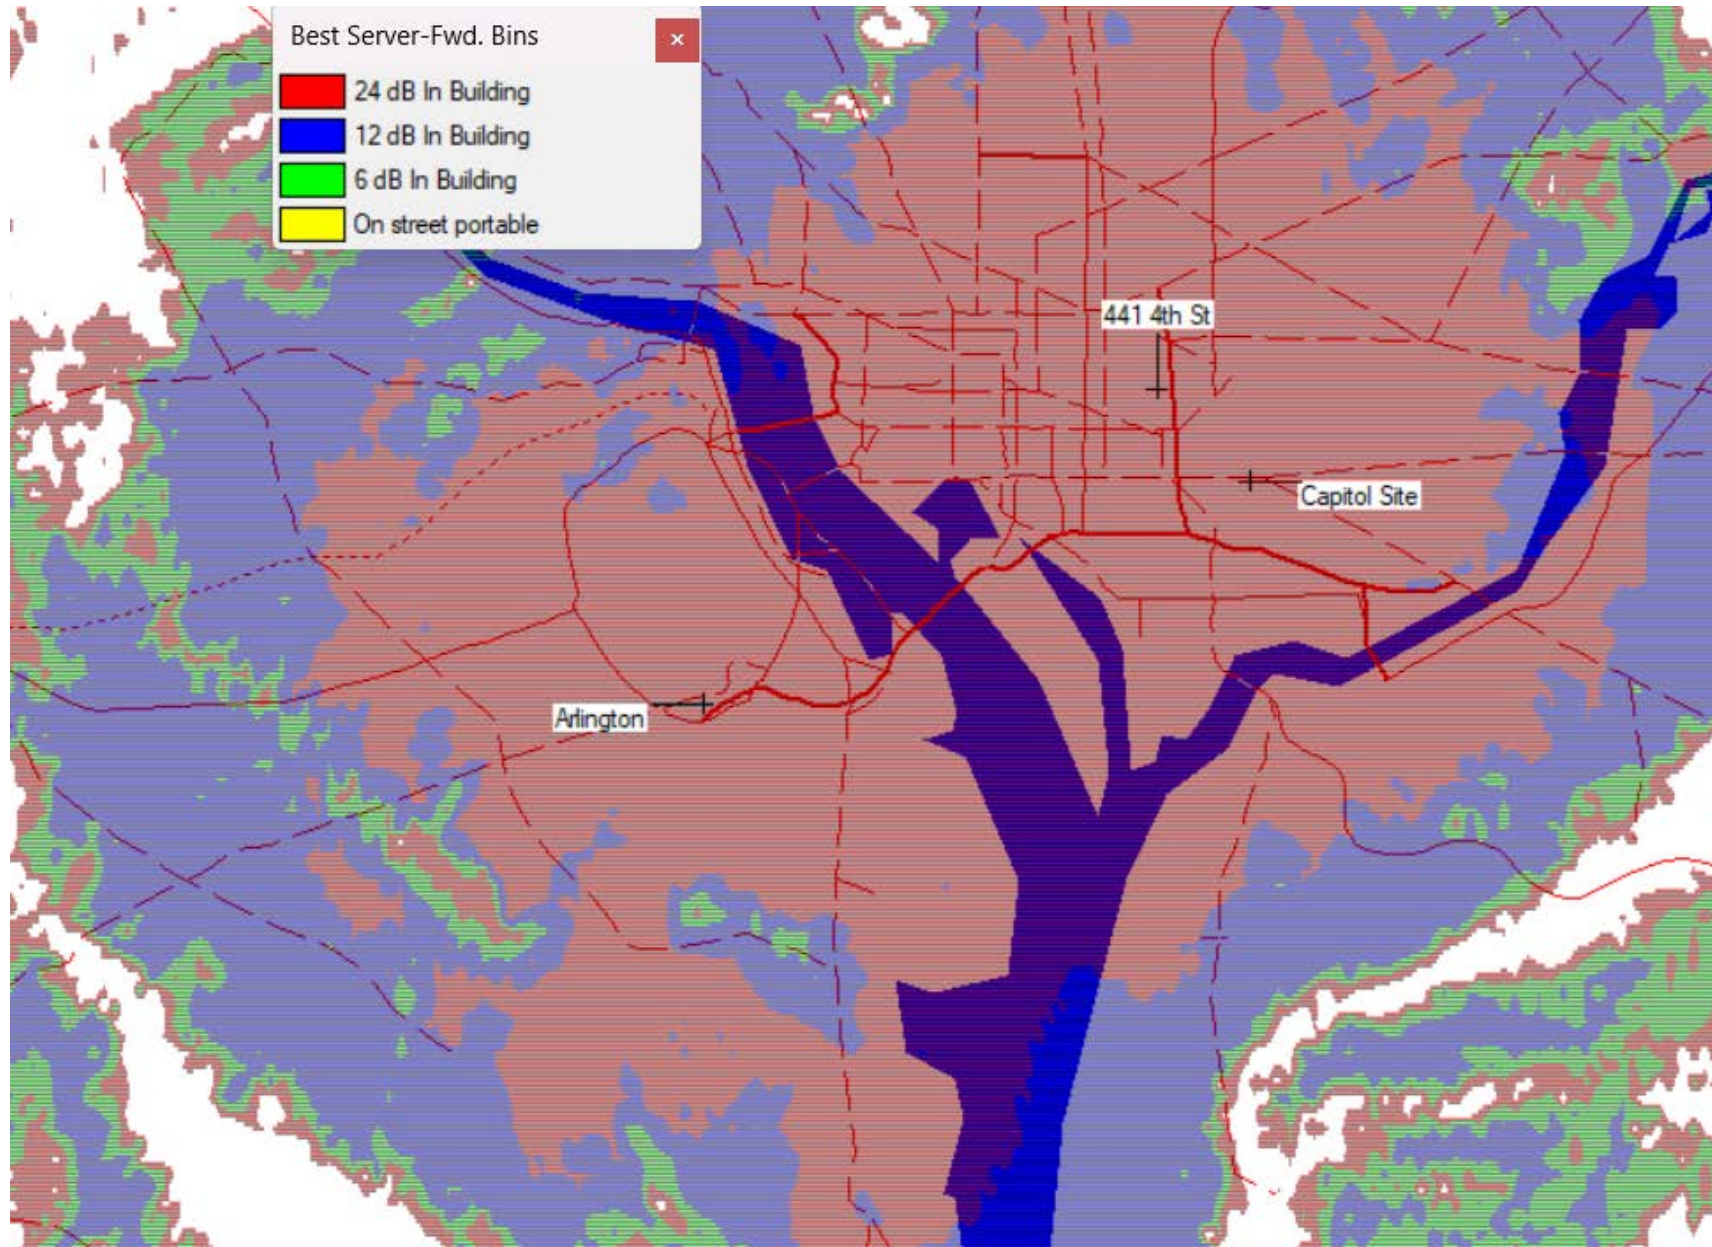 Best Server-Fwd. Bins
24 dB In Building
12 dB In Building
6 dB In Building
On street portable
441 4th St
Capitol Site
Arlington